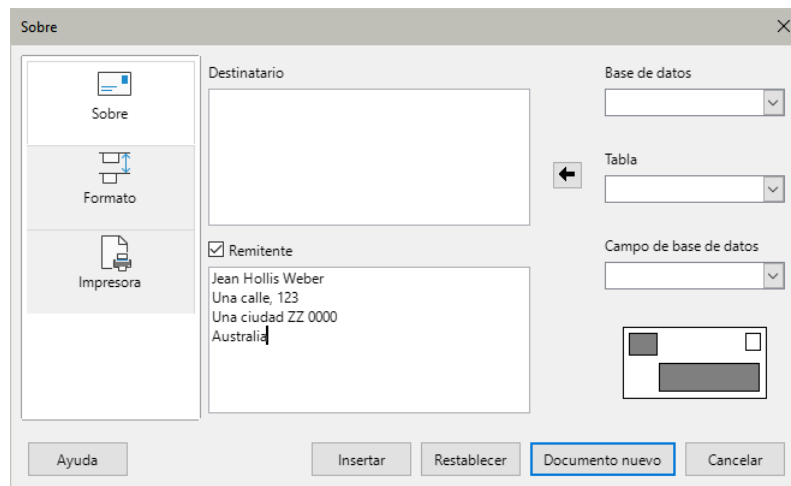 Sobre
Sobre
Formato
Impresora
Destinatario
Remitente
Jean Hollis Weber
Una calle, 123
Una ciudad ZZ 0000
Australia
Base de datos
Tabla
Campo de base de datos
Ayuda
Insertar
Restablecer
Documento nuevo
Cancelar